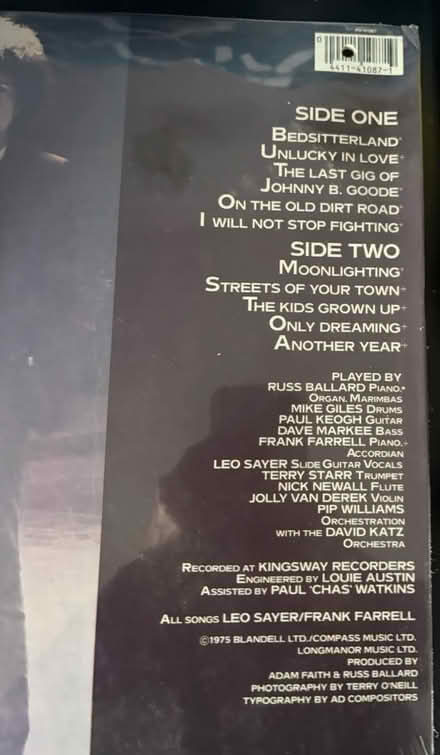 0
4411-41087-1
SIDE ONE
BEDSITTERLAND*
UNLUCKY IN LOVE+
THE LAST GIG OF
JOHNNY B. GOODE*
ON THE OLD DIRT ROAD*
I WILL NOT STOP FIGHTING*
SIDE TWO
MOONLIGHTING*
STREETS OF YOUR TOWN+
THE KIDS GROWN UP+
ONLY DREAMING+
ANOTHER YEAR+
PLAYED BY
RUSS BALLARD PIANO,*
ORGAN, MARIMBAS
MIKE GILES DRUMS
PAUL KEOGH GUITAR
DAVE MARKEE BASS
FRANK FARRELL PIANO,+
ACCORDIAN
LEO SAYER SLIDE GUITAR VOCALS
TERRY STARR TRUMPET
NICK NEWALL FLUTE
JOLLY VAN DEREK VIOLIN
PIP WILLIAMS
ORCHESTRATION
WITH THE DAVID KATZ
ORCHESTRA
RECORDED AT KINGSWAY RECORDERS
ENGINEERED BY LOUIE AUSTIN
ASSISTED BY PAUL 'CHAS' WATKINS
ALL SONGS LEO SAYER/FRANK FARRELL
©1975 BLANDELL LTD./COMPASS MUSIC LTD.
LONGMANOR MUSIC LTD.
PRODUCED BY
ADAM FAITH & RUSS BALLARD
PHOTOGRAPHY BY TERRY O'NEILL
TYPOGRAPHY BY AD COMPOSITORS